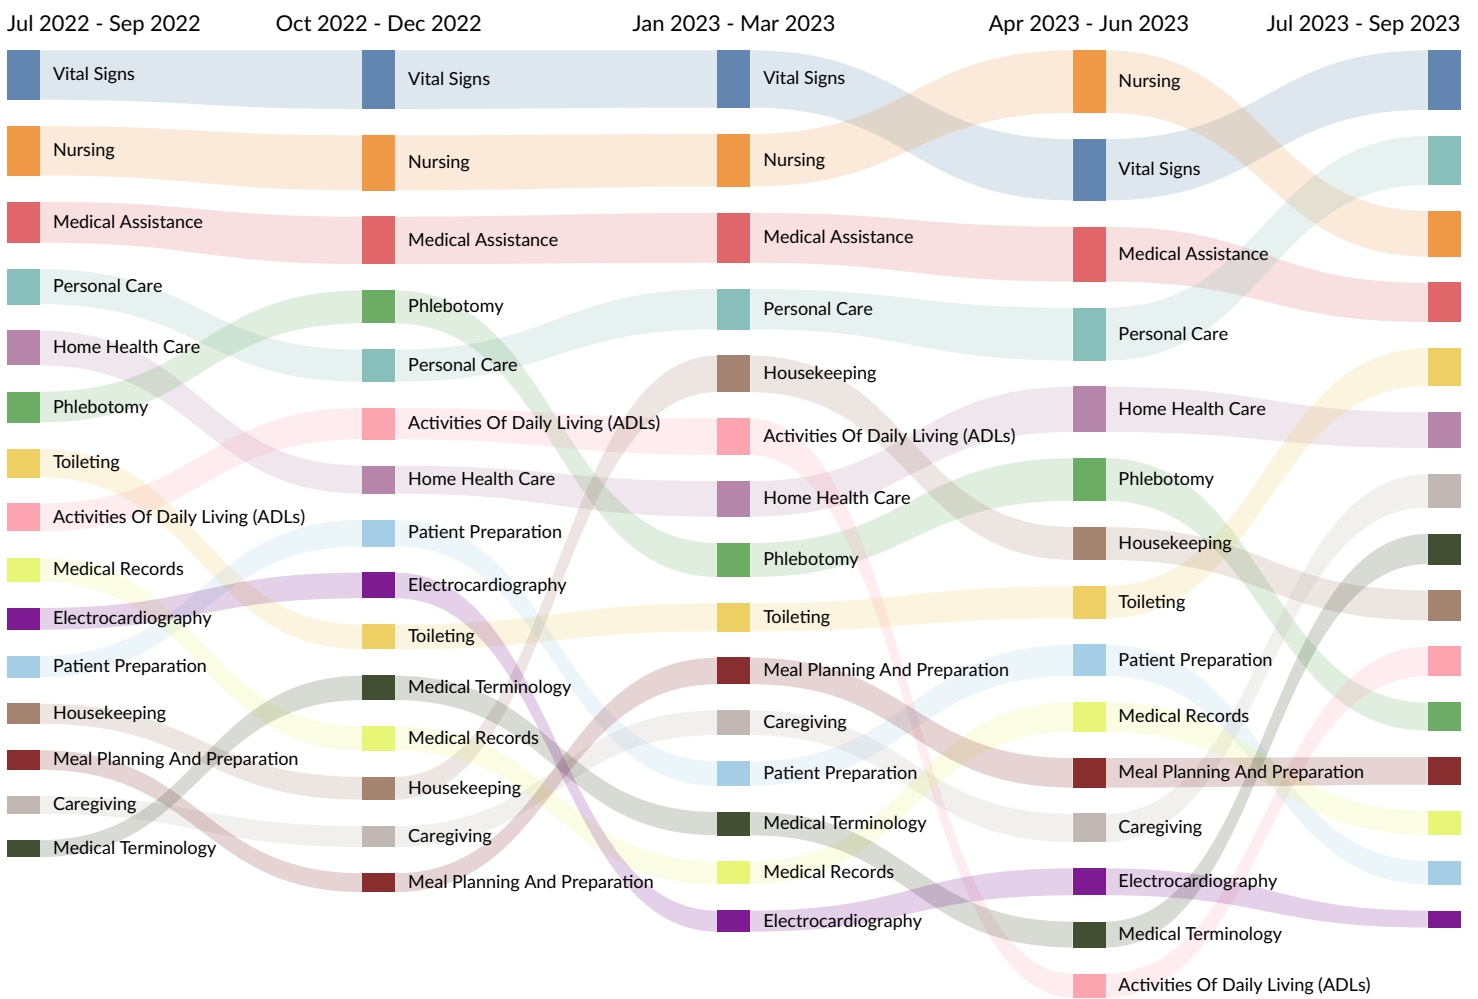 Jul 2022 - Sep 2022
Oct 2022 - Dec 2022
Jan 2023 - Mar 2023
Apr 2023 - Jun 2023
Jul 2023 - Sep 2023
Vital Signs
Nursing
Medical Assistance
Personal Care
Home Health Care
Phlebotomy
Toileting
Activities Of Daily Living (ADLs)
Medical Records
Electrocardiography
Patient Preparation
Housekeeping
Meal Planning And Preparation
Caregiving
Medical Terminology
Vital Signs
Nursing
Medical Assistance
Phlebotomy
Personal Care
Activities Of Daily Living (ADLs)
Home Health Care
Patient Preparation
Electrocardiography
Toileting
Medical Terminology
Medical Records
Housekeeping
Caregiving
Meal Planning And Preparation
Vital Signs
Nursing
Medical Assistance
Personal Care
Housekeeping
Activities Of Daily Living (ADLs)
Home Health Care
Phlebotomy
Toileting
Meal Planning And Preparation
Caregiving
Patient Preparation
Medical Terminology
Medical Records
Electrocardiography
Nursing
Vital Signs
Medical Assistance
Personal Care
Home Health Care
Phlebotomy
Housekeeping
Toileting
Patient Preparation
Medical Records
Meal Planning And Preparation
Caregiving
Electrocardiography
Medical Terminology
Activities Of Daily Living (ADLs)